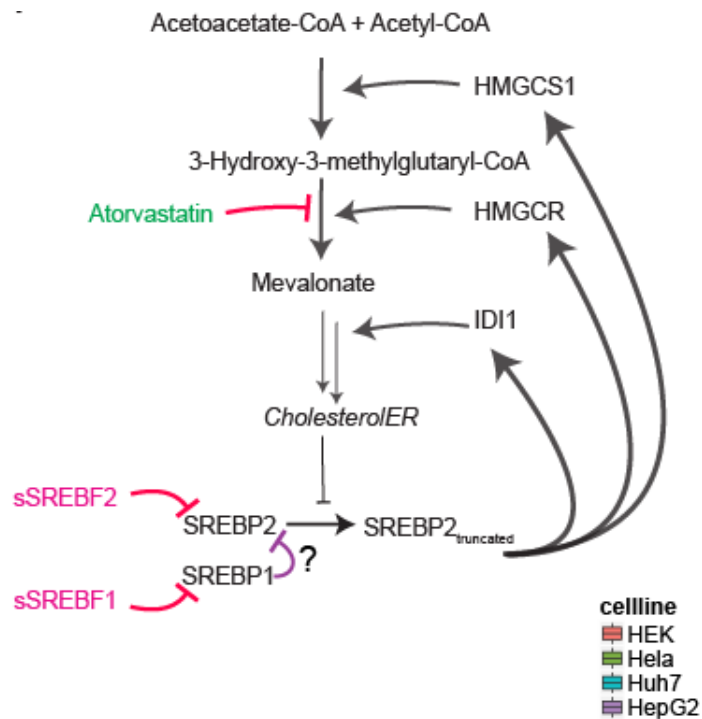 Acetoacetate-CoA + Acetyl-CoA
HMGCS1
3-Hydroxy-3-methylglutaryl-CoA
Atorvastatin
HMGCR
Mevalonate
IDI1
CholesterolER
sSREBF2
SREBP2
SREBP2truncated
?
SREBP1
sSREBF1
cellline
HEK
Hela
Huh7
HepG2